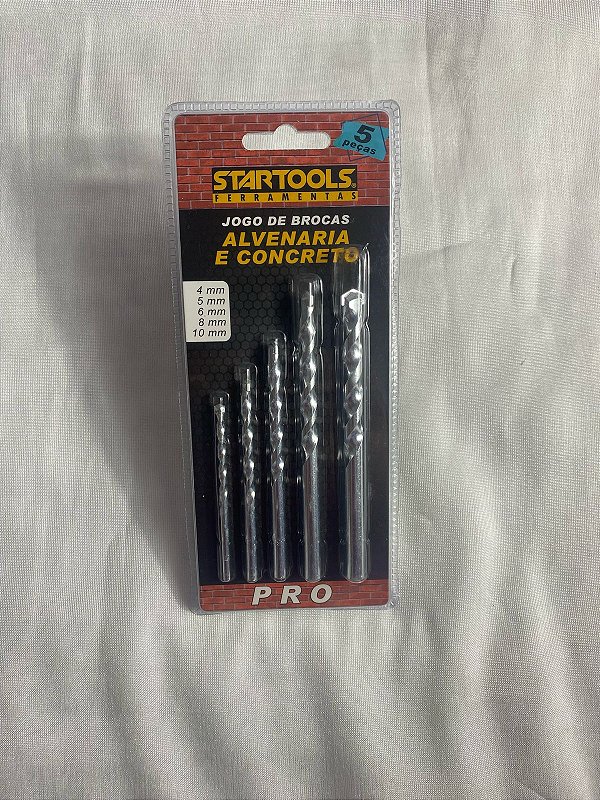 5
peças
STARTOOLS
FERRAMENTAS
JOGO DE BROCAS
ALVENARIA
E CONCRETO
4 mm
5 mm
6 mm
8 mm
10 mm
PRO